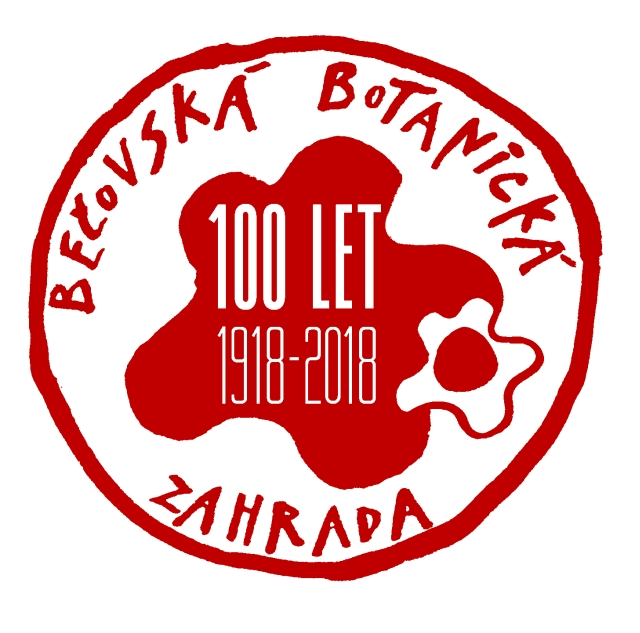 BEČOVSKÁ BOTANICKÁ
100 LET
1918-2018
ZAHRADA